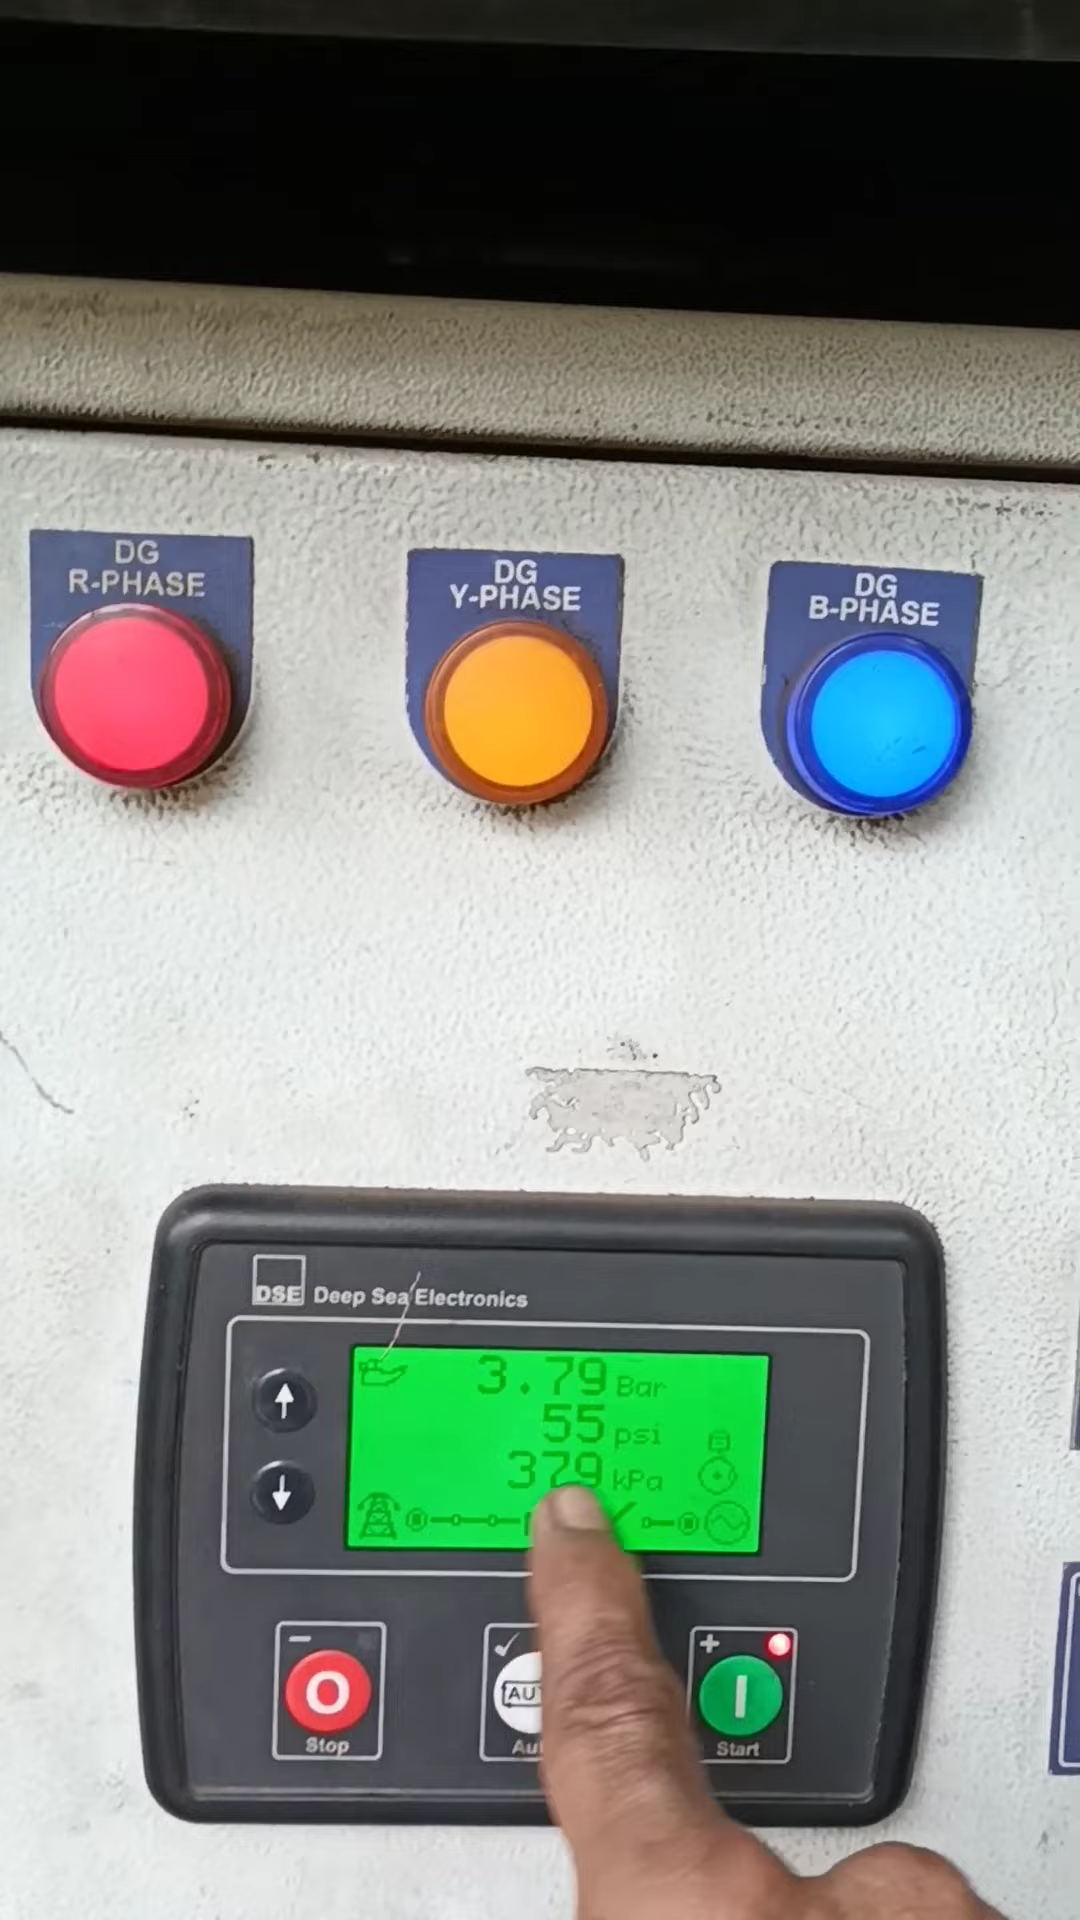 DG
R-PHASE
DG
Y-PHASE
DG
B-PHASE
DSE Deep Sea Electronics
3.79 Bar
55 psi
379 kPa
O
Stop
I
Start